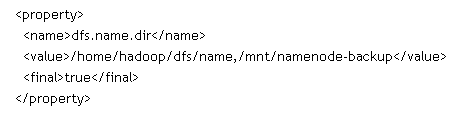 <property>
<name>dfs.name.dir</name>
<value>/home/hadoop/dfs/name,/mnt/namenode-backup</value>
<final>true</final>
</property>